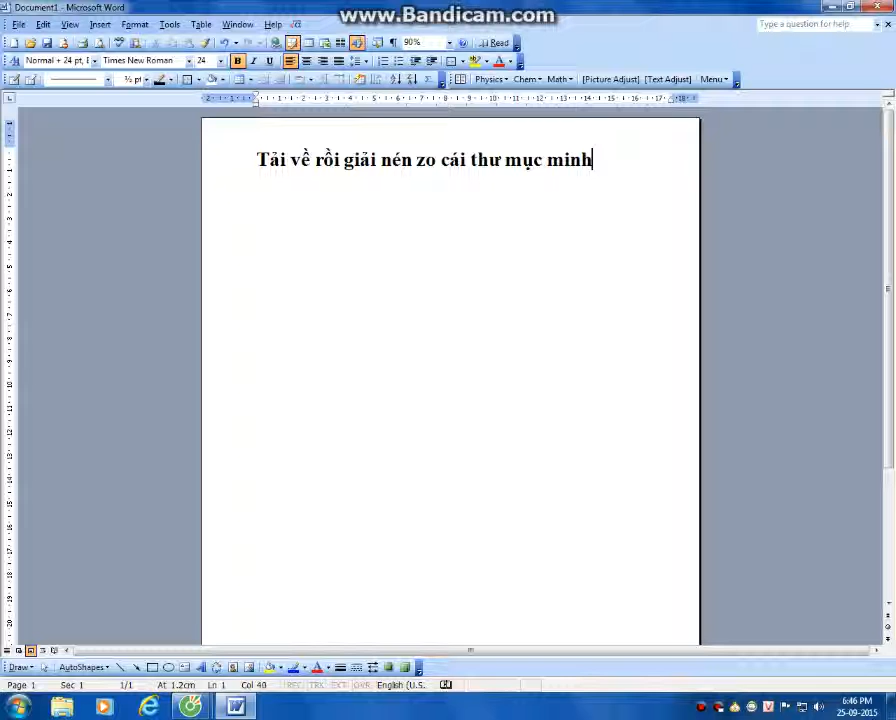 Document1 - Microsoft Word
www.Bandicam.com
File Edit View Insert Format Tools Table Window Help
Type a question for help
90%
Read
Normal + 24 pt, B
Times New Roman
24
B I U
½ pt
Physics Chem Math [Picture Adjust] [Text Adjust] Menu
Tải về rồi giải nén zo cái thư mục minh
Draw AutoShapes
Page 1 Sec 1 1/1 At 1.2cm Ln 1 Col 40 REC TRK EXT OVR English (U.S.
6:46 PM
25-09-2015